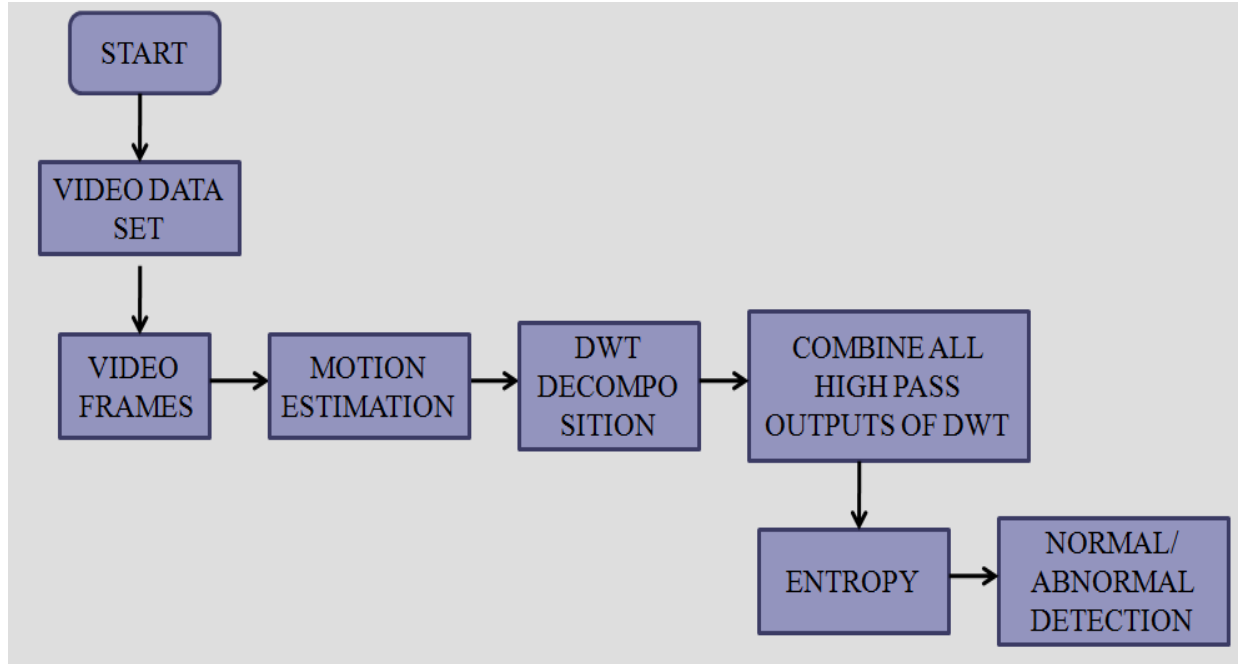 START
VIDEO DATA
SET
VIDEO
FRAMES
MOTION
ESTIMATION
DWT
DECOMPO
SITION
COMBINE ALL
HIGH PASS
OUTPUTS OF DWT
ENTROPY
NORMAL/
ABNORMAL
DETECTION